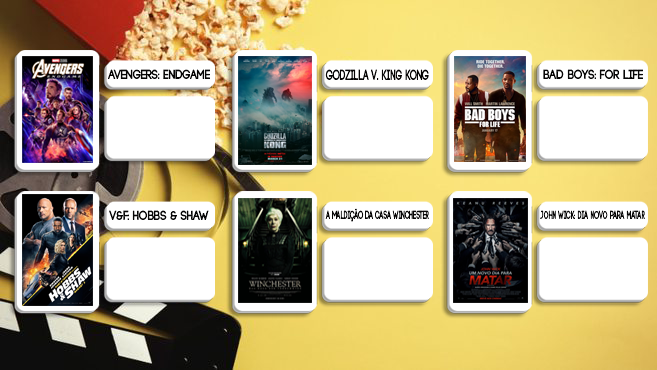 AVENGERS
ENDGAME
AVENGERS: ENDGAME
GODZILLA
KONG
GODZILLA V. KING KONG
RIDE TOGETHER.
DIE TOGETHER.
WILL SMITH MARTIN LAWRENCE
BAD BOYS
FOR LIFE
BAD BOYS: FOR LIFE
HOBBS
& SHAW
V&F: HOBBS & SHAW
WINCHESTER
A MALDIÇÃO DA CASA WINCHESTER
KEANU REEVES
UM NOVO DIA PARA
MATAR
JOHN WICK: DIA NOVO PARA MATAR